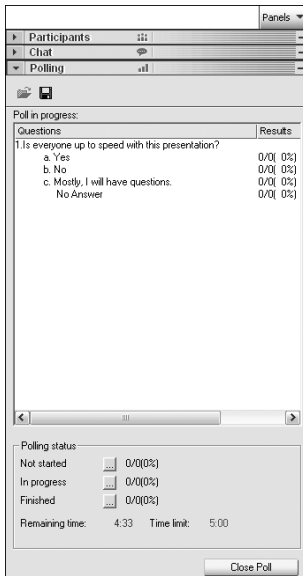 Panels
Participants
Chat
Polling
Poll in progress:
Questions Results
1.Is everyone up to speed with this presentation?
a. Yes 0/0( 0%)
b. No 0/0( 0%)
c. Mostly, I will have questions. 0/0( 0%)
No Answer 0/0( 0%)
Polling status
Not started ... 0/0(0%)
In progress ... 0/0(0%)
Finished ... 0/0(0%)
Remaining time: 4:33 Time limit: 5:00
Close Poll